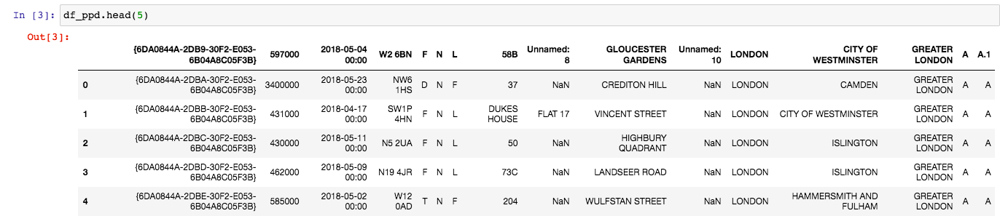 In [3]: df_ppd.head(5)
Out[3]:
{6DA0844A-2DB9-30F2-E053-6B04A8C05F3B} 597000 2018-05-04 00:00 W2 6BN F N L 58B Unnamed: 8 GLOUCESTER GARDENS Unnamed: 10 LONDON CITY OF WESTMINSTER GREATER LONDON A A.1
0 {6DA0844A-2DBA-30F2-E053-6B04A8C05F3B} 3400000 2018-05-23 00:00 NW6 1HS D N F 37 NaN CREDITON HILL NaN LONDON CAMDEN GREATER LONDON A A
1 {6DA0844A-2DBB-30F2-E053-6B04A8C05F3B} 431000 2018-04-17 00:00 SW1P 4HN F N L DUKES HOUSE FLAT 17 VINCENT STREET NaN LONDON CITY OF WESTMINSTER GREATER LONDON A A
2 {6DA0844A-2DBC-30F2-E053-6B04A8C05F3B} 430000 2018-05-11 00:00 N5 2UA F N L 50 NaN HIGHBURY QUADRANT NaN LONDON ISLINGTON GREATER LONDON A A
3 {6DA0844A-2DBD-30F2-E053-6B04A8C05F3B} 462000 2018-05-09 00:00 N19 4JR F N L 73C NaN LANDSEER ROAD NaN LONDON ISLINGTON GREATER LONDON A A
4 {6DA0844A-2DBE-30F2-E053-6B04A8C05F3B} 585000 2018-05-02 00:00 W12 0AD T N F 204 NaN WULFSTAN STREET NaN LONDON HAMMERSMITH AND FULHAM GREATER LONDON A A